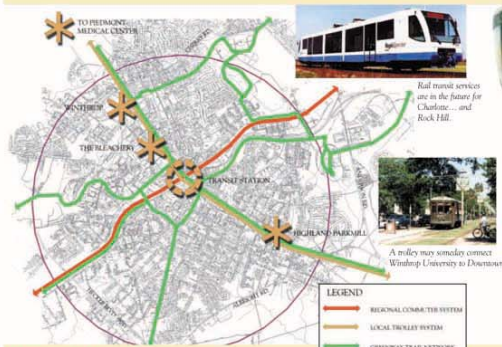 TO PIEDMONT
MEDICAL CENTER
WINTHROP
THE BLEACHERY
TRANSIT STATION
HIGHLAND PARK MILL
ALBRIGHT RD.
Rail transit services
are in the future for
Charlotte… and
Rock Hill.
A trolley may someday connect
Winthrop University to Downtown
LEGEND
REGIONAL COMMUTER SYSTEM
LOCAL TROLLEY SYSTEM